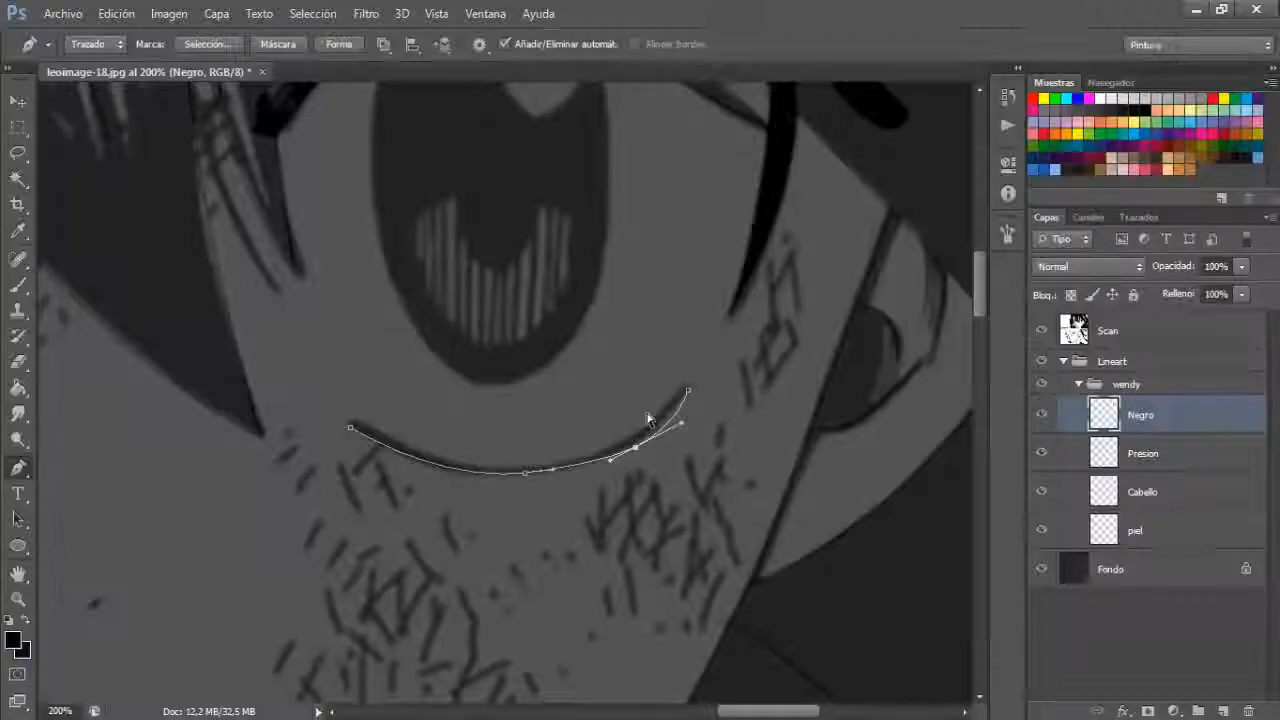 Ps Archivo Edición Imagen Capa Texto Selección Filtro 3D Vista Ventana Ayuda
Trazado Marca: Selección... Máscara Forma Añadir/Eliminar automát. Alinear bordes Pintura
leoimage-18.jpg al 200% (Negro, RGB/8) * ×
Muestras Navegador
Capas Canales Trazados
Tipo
Normal Opacidad: 100%
Bloq.: Relleno: 100%
Scan
Lineart
wendy
Negro
Presion
Cabello
piel
Fondo
200% Doc: 12,2 MB/32,5 MB